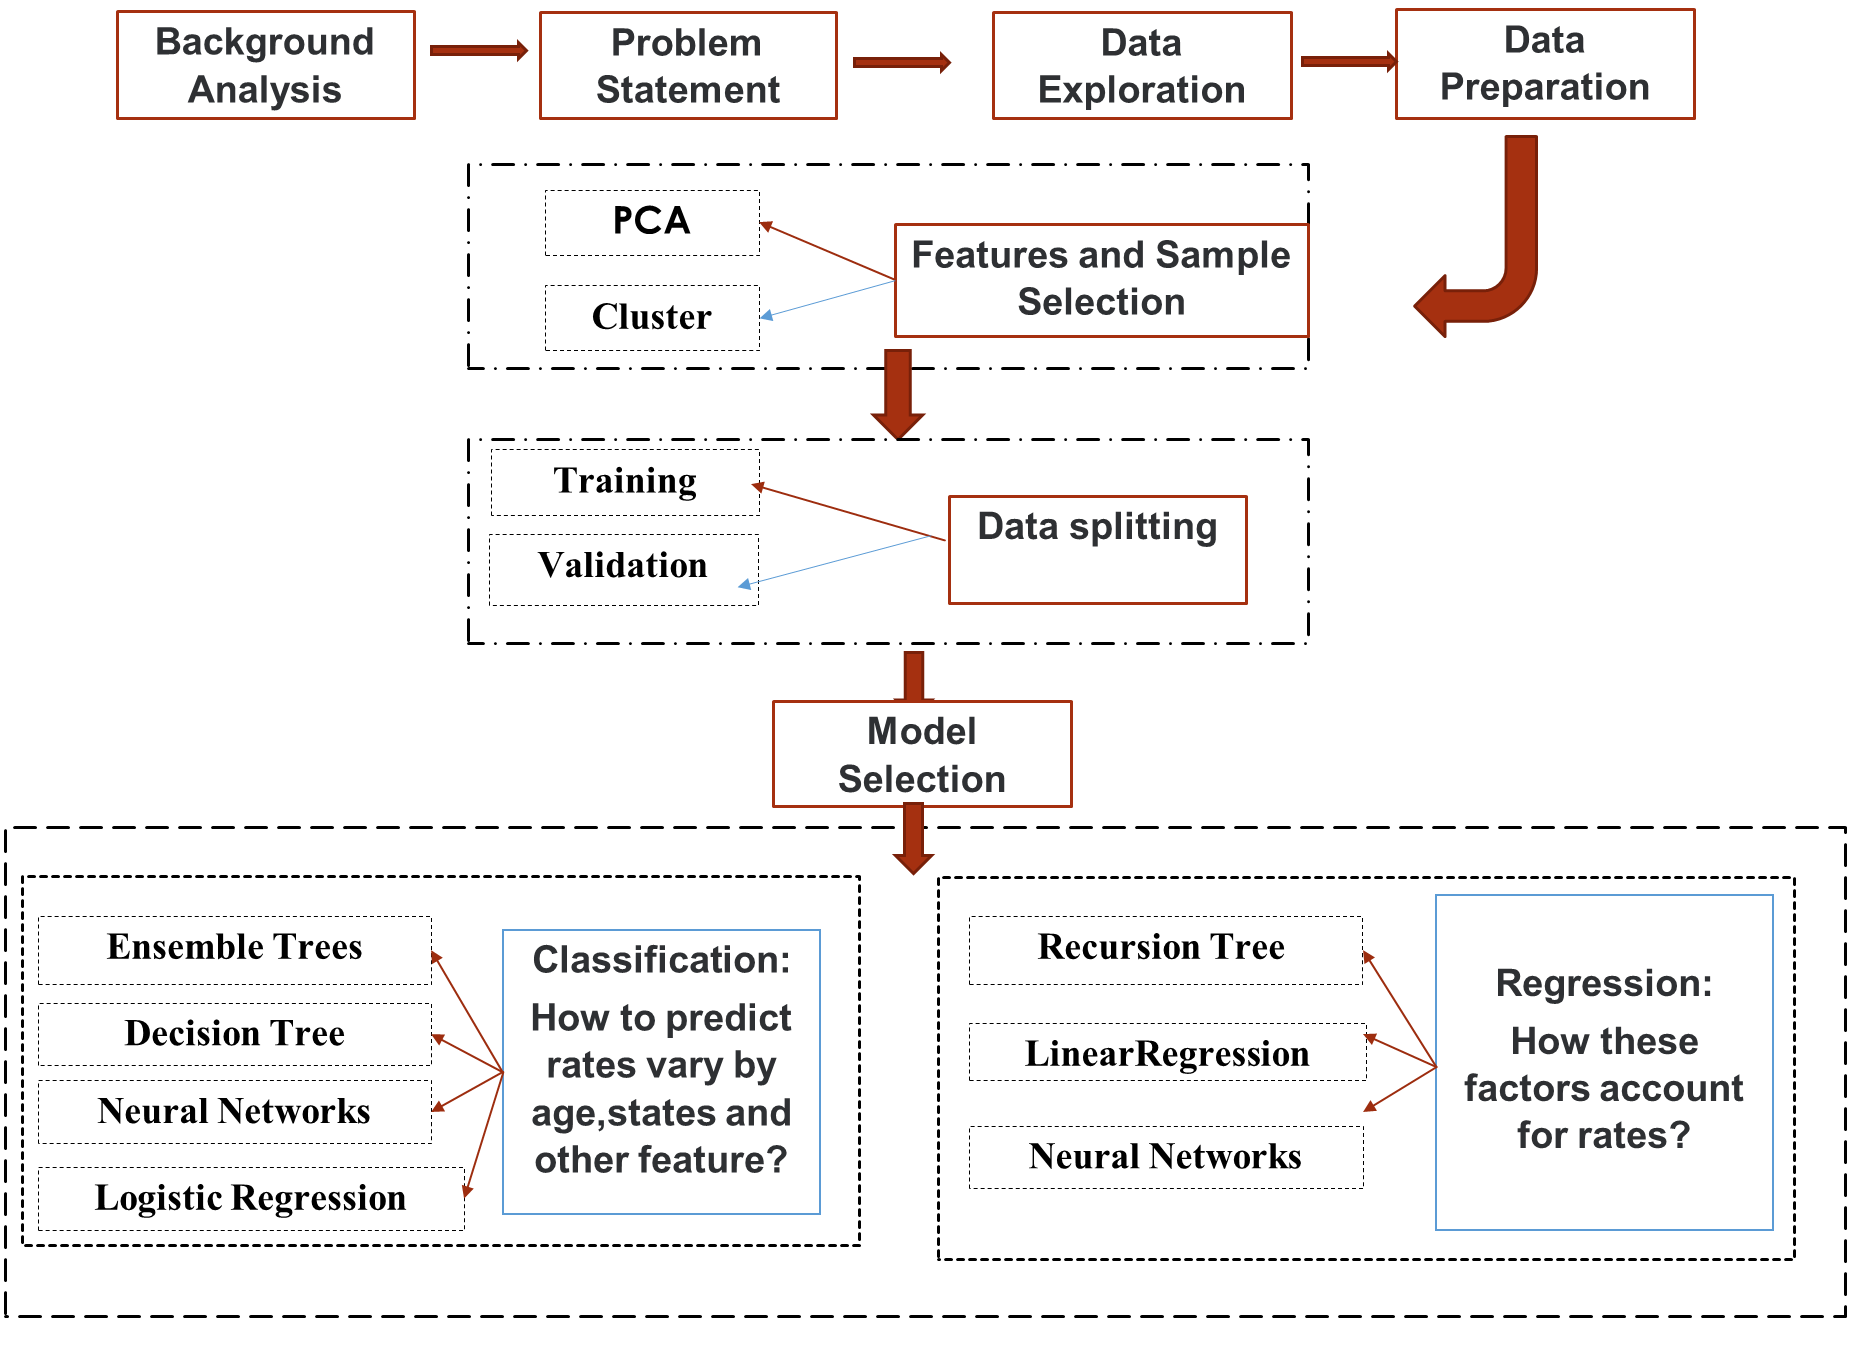 Background
Analysis
Problem
Statement
Data
Exploration
Data
Preparation
PCA
Cluster
Features and Sample
Selection
Training
Validation
Data splitting
Model
Selection
Ensemble Trees
Decision Tree
Neural Networks
Logistic Regression
Classification:
How to predict
rates vary by
age,states and
other feature?
Recursion Tree
LinearRegression
Neural Networks
Regression:
How these
factors account
for rates?